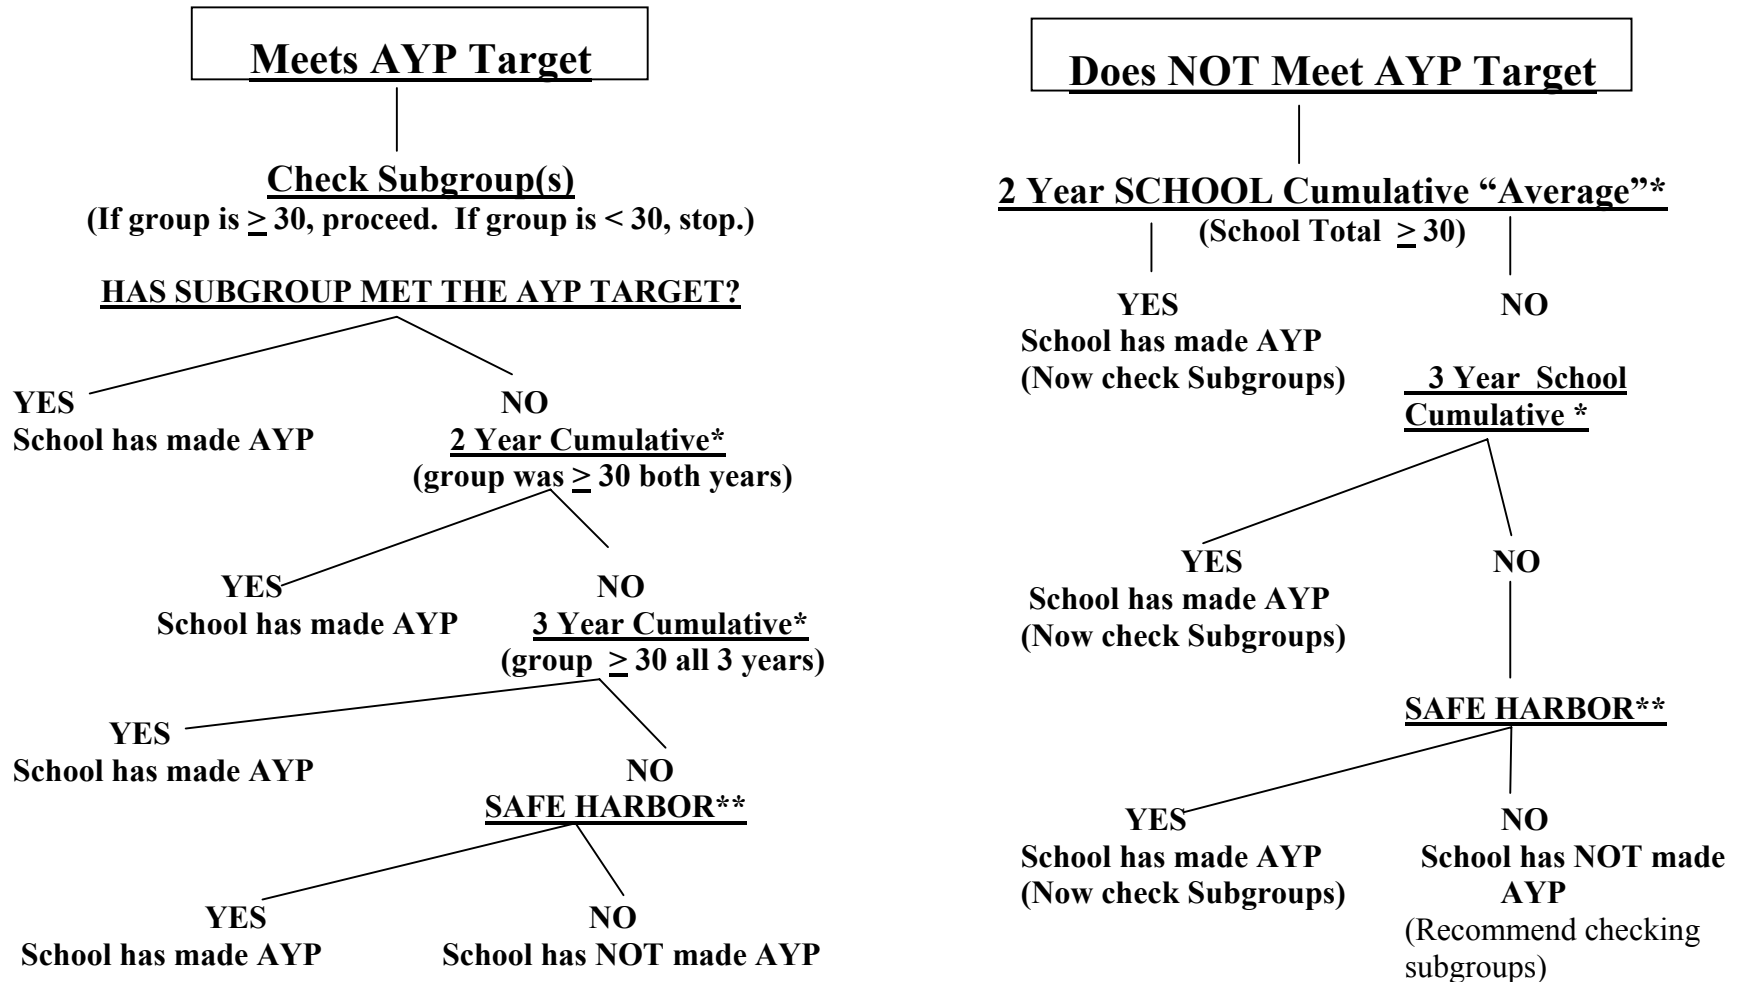 Meets AYP Target
Check Subgroup(s)
(If group is ≥ 30, proceed.  If group is < 30, stop.)
HAS SUBGROUP MET THE AYP TARGET?
YES
School has made AYP
NO
2 Year Cumulative*
(group was ≥ 30 both years)
YES
School has made AYP
NO
3 Year Cumulative*
(group ≥ 30 all 3 years)
YES
School has made AYP
NO
SAFE HARBOR**
YES
School has made AYP
NO
School has NOT made AYP
Does NOT Meet AYP Target
2 Year SCHOOL Cumulative “Average”*
(School Total ≥ 30)
YES
School has made AYP
(Now check Subgroups)
NO
3 Year School
Cumulative *
YES
School has made AYP
(Now check Subgroups)
NO
SAFE HARBOR**
YES
School has made AYP
(Now check Subgroups)
NO
School has NOT made
AYP
(Recommend checking
subgroups)